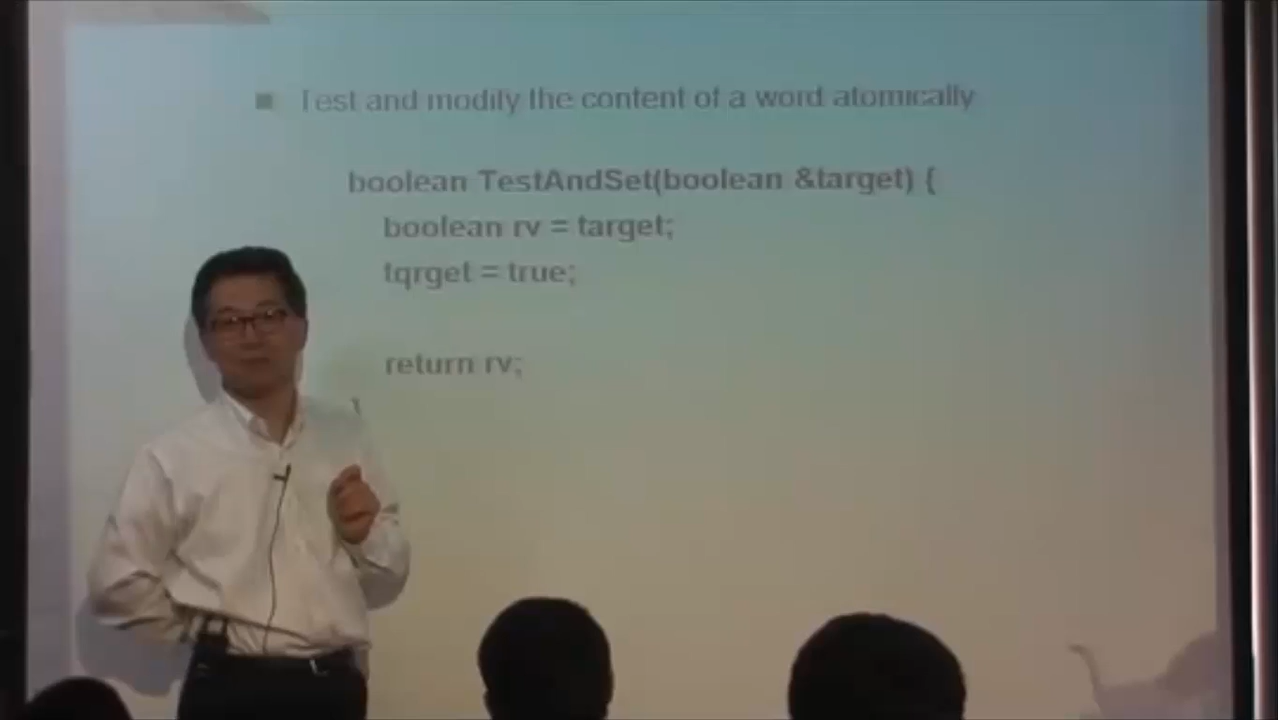 Test and modify the content of a word atomically
boolean TestAndSet(boolean &target) {
boolean rv = target;
tqrget = true;
return rv;
}